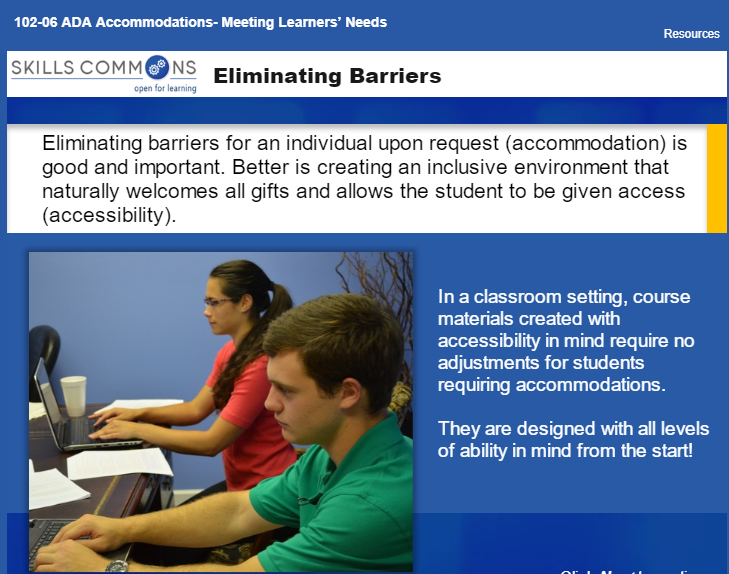 102-06 ADA Accommodations- Meeting Learners' Needs
Resources
SKILLS COMMONS
open for learning
Eliminating Barriers
Eliminating barriers for an individual upon request (accommodation) is
good and important. Better is creating an inclusive environment that
naturally welcomes all gifts and allows the student to be given access
(accessibility).
In a classroom setting, course
materials created with
accessibility in mind require no
adjustments for students
requiring accommodations.
They are designed with all levels
of ability in mind from the start!